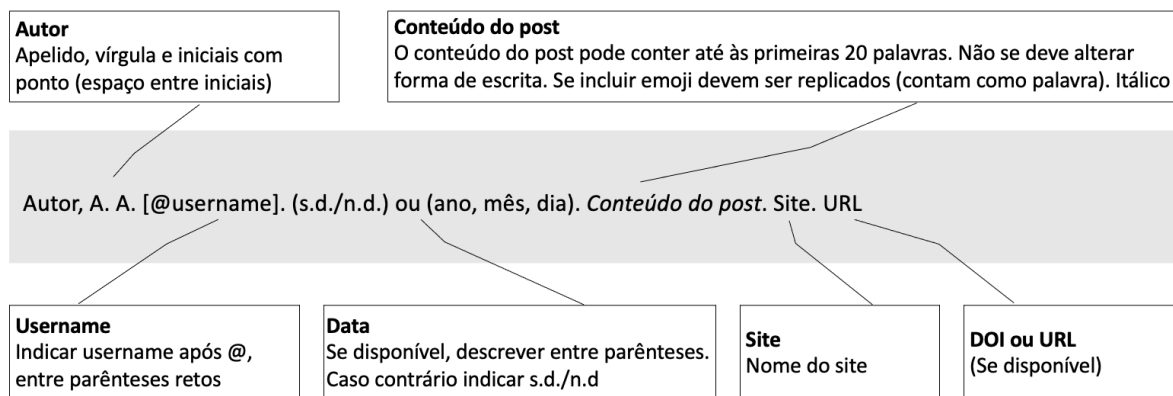 Autor
Apelido, vírgula e iniciais com
ponto (espaço entre iniciais)
Conteúdo do post
O conteúdo do post pode conter até às primeiras 20 palavras. Não se deve alterar
forma de escrita. Se incluir emoji devem ser replicados (contam como palavra). Itálico
Autor, A. A. [@username]. (s.d./n.d.) ou (ano, mês, dia). Conteúdo do post. Site. URL
Username
Indicar username após @,
entre parênteses retos
Data
Se disponível, descrever entre parênteses.
Caso contrário indicar s.d./n.d
Site
Nome do site
DOI ou URL
(Se disponível)